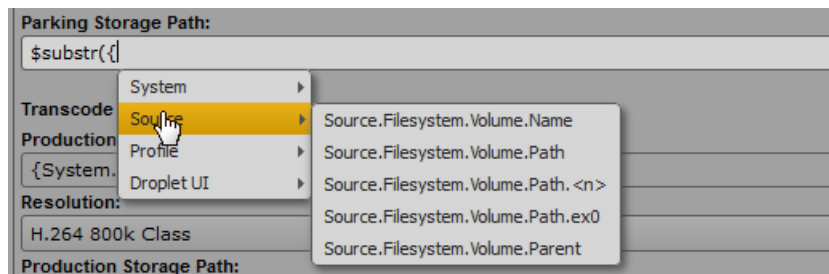 Parking Storage Path:
$substr({
System
Transcode
Source
Source.Filesystem.Volume.Name
Production
Profile
Source.Filesystem.Volume.Path
{System.
Droplet UI
Source.Filesystem.Volume.Path.<n>
Resolution:
Source.Filesystem.Volume.Path.ex0
H.264 800k Class
Source.Filesystem.Volume.Parent
Production Storage Path: